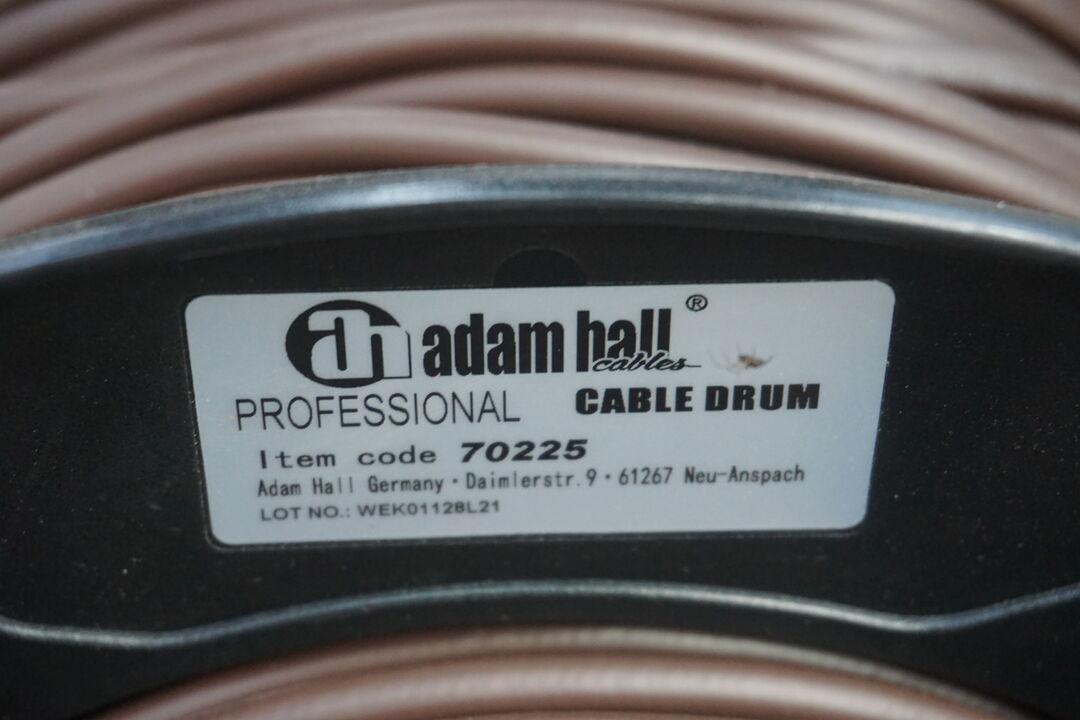 ah adam hall ®
cables
PROFESSIONAL CABLE DRUM
Item code 70225
Adam Hall Germany · Daimlerstr. 9 · 61267 Neu-Anspach
LOT NO.: WEK01128L21